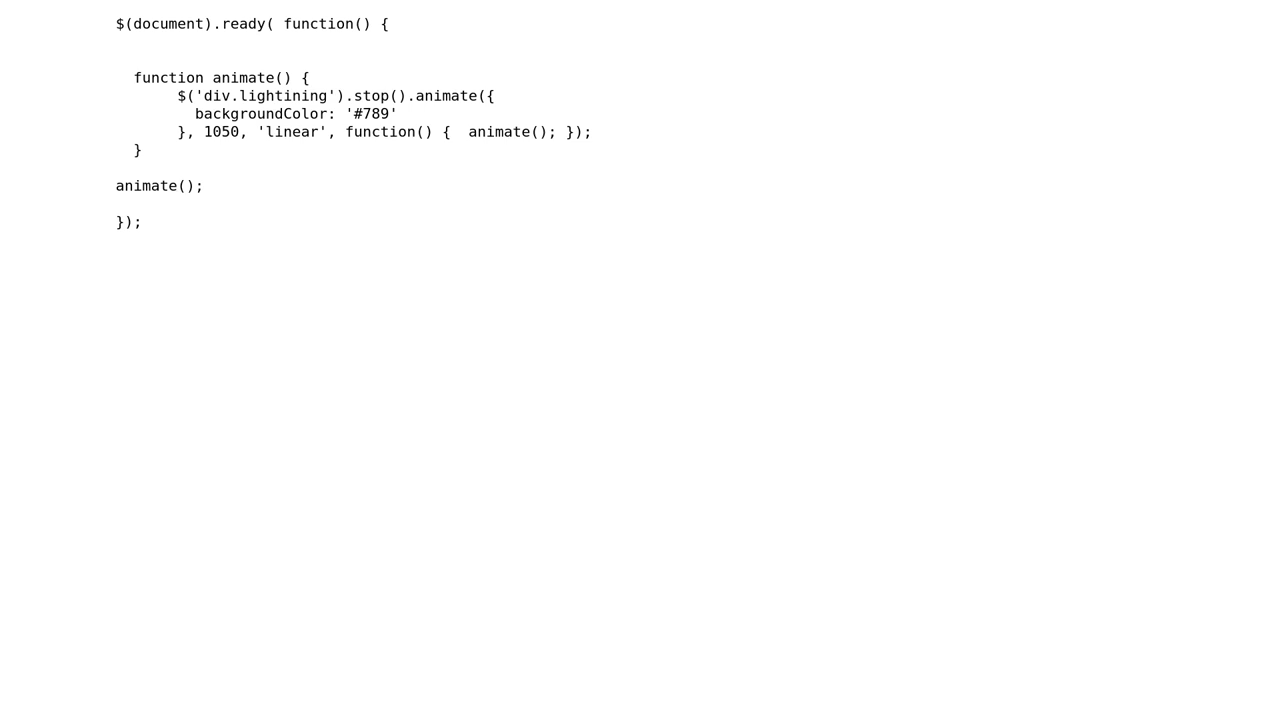 $(document).ready( function() {
function animate() {
$('div.lightining').stop().animate({
backgroundColor: '#789'
}, 1050, 'linear', function() {  animate(); });
}
animate();
});